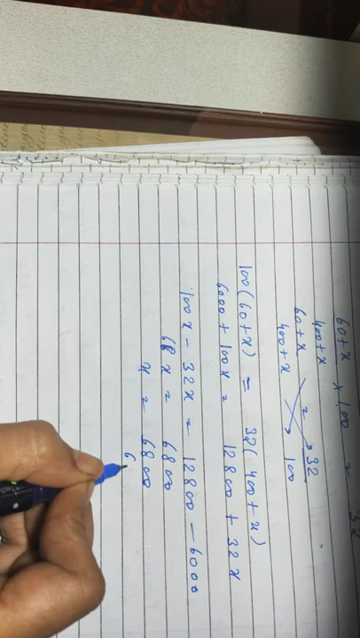 60+x/400+x × 100 = 32
60+x/400+x = 32/100
100(60+x) = 32(400+x)
6000 + 100x = 12800 + 32x
100x - 32x = 12800 - 6000
68x = 6800
x = 6800/6